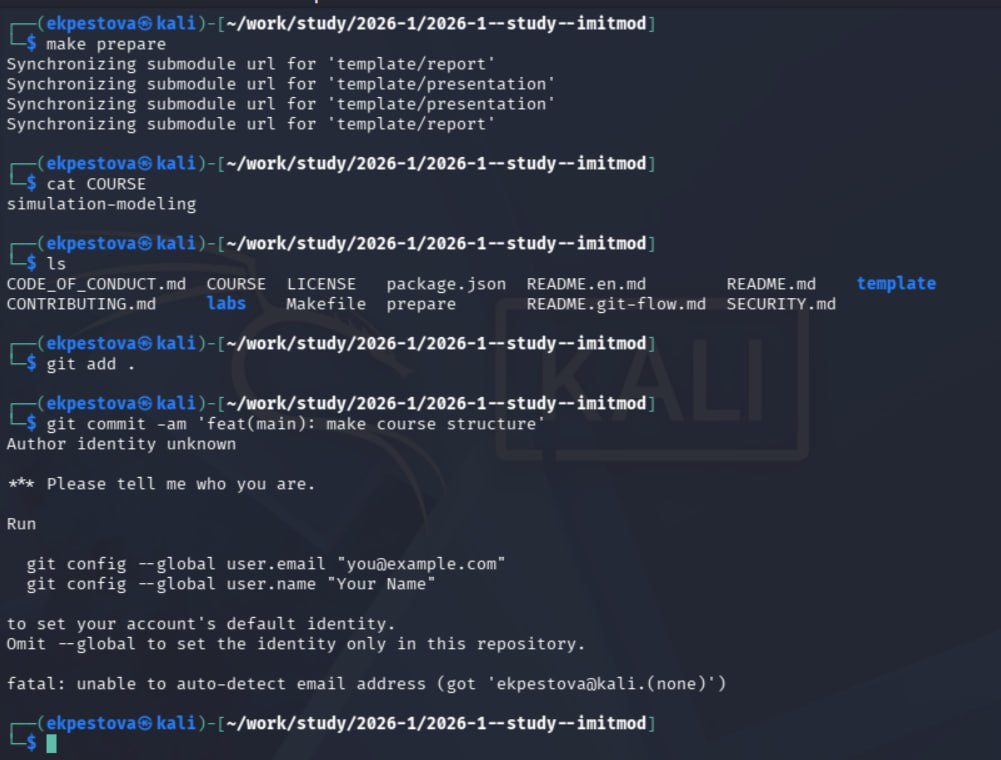 ┌──(ekpestova㉿kali)-[~/work/study/2026-1/2026-1--study--imitmod]
└─$ make prepare
Synchronizing submodule url for 'template/report'
Synchronizing submodule url for 'template/presentation'
Synchronizing submodule url for 'template/presentation'
Synchronizing submodule url for 'template/report'
┌──(ekpestova㉿kali)-[~/work/study/2026-1/2026-1--study--imitmod]
└─$ cat COURSE
simulation-modeling
┌──(ekpestova㉿kali)-[~/work/study/2026-1/2026-1--study--imitmod]
└─$ ls
CODE_OF_CONDUCT.md  COURSE  LICENSE   package.json  README.en.md        README.md    template
CONTRIBUTING.md     labs    Makefile  prepare       README.git-flow.md  SECURITY.md
┌──(ekpestova㉿kali)-[~/work/study/2026-1/2026-1--study--imitmod]
└─$ git add .
┌──(ekpestova㉿kali)-[~/work/study/2026-1/2026-1--study--imitmod]
└─$ git commit -am 'feat(main): make course structure'
Author identity unknown
*** Please tell me who you are.
Run
  git config --global user.email "you@example.com"
  git config --global user.name "Your Name"
to set your account's default identity.
Omit --global to set the identity only in this repository.
fatal: unable to auto-detect email address (got 'ekpestova@kali.(none)')
┌──(ekpestova㉿kali)-[~/work/study/2026-1/2026-1--study--imitmod]
└─$
KALI